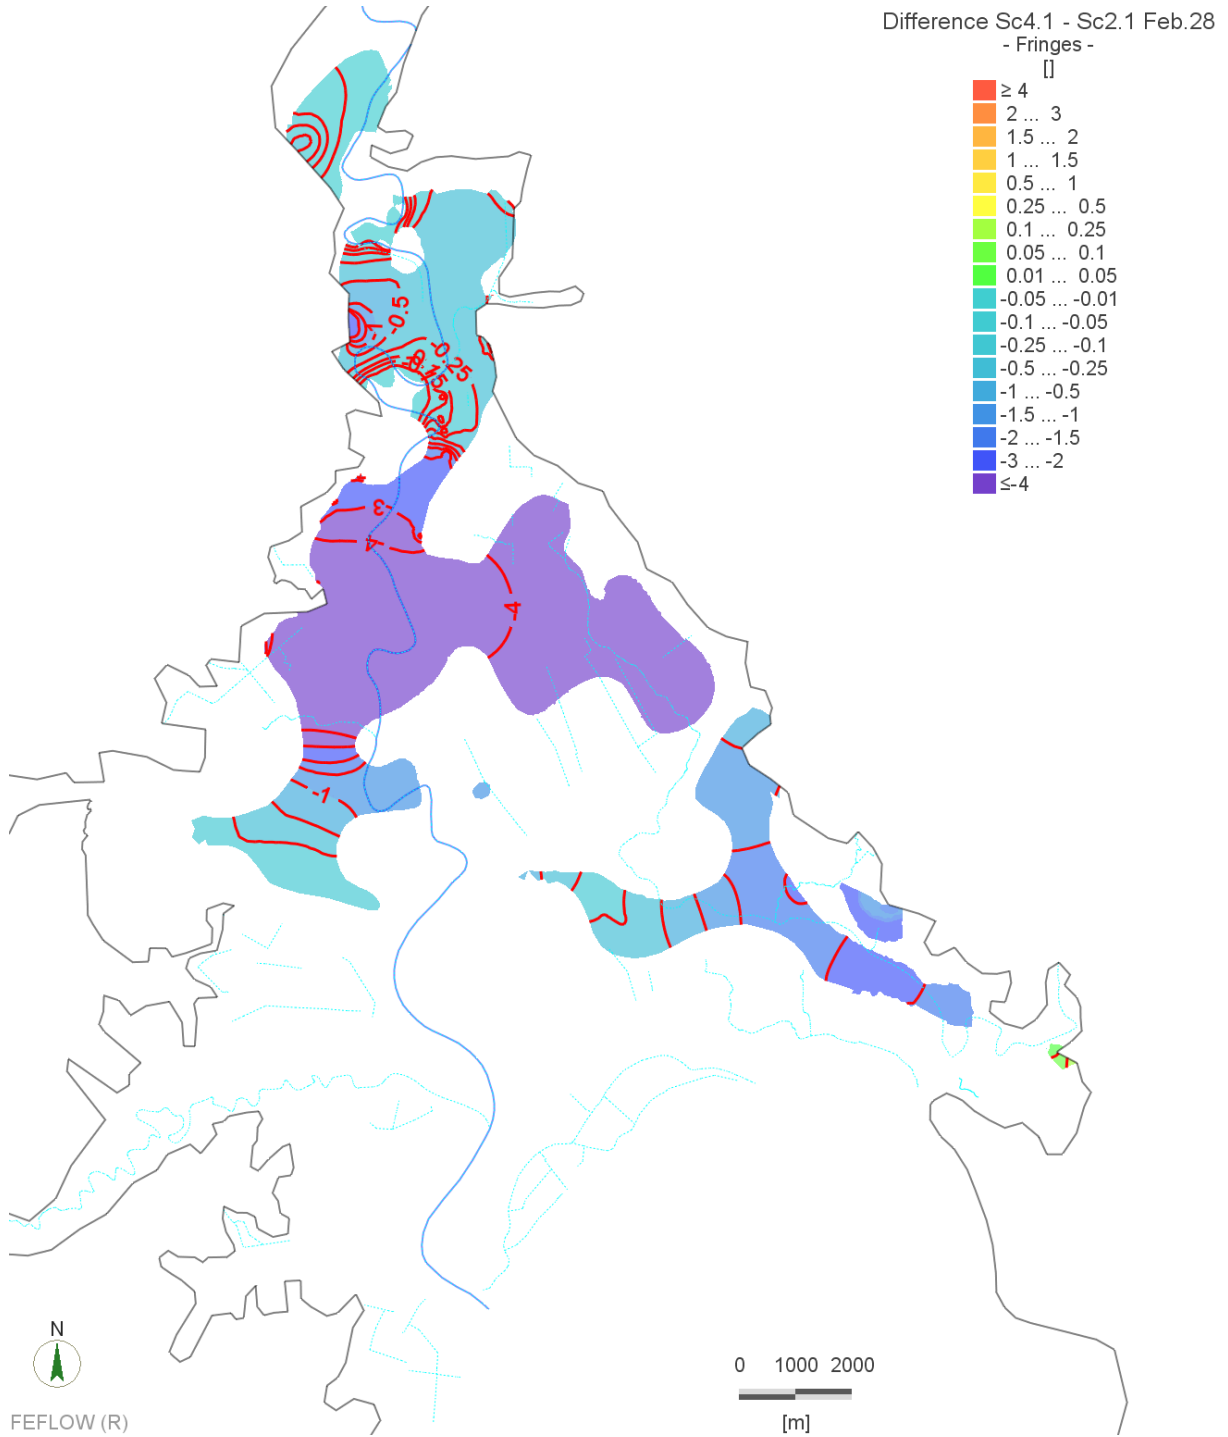 Difference Sc4.1 - Sc2.1 Feb.28
- Fringes -
[]
≥ 4
2 ... 3
1.5 ... 2
1 ... 1.5
0.5 ... 1
0.25 ... 0.5
0.1 ... 0.25
0.05 ... 0.1
0.01 ... 0.05
-0.05 ... -0.01
-0.1 ... -0.05
-0.25 ... -0.1
-0.5 ... -0.25
-1 ... -0.5
-1.5 ... -1
-2 ... -1.5
-3 ... -2
≤-4
-0.5
-1
-0.25
-3
-4
-4
-1
N
0 1000 2000
[m]
FEFLOW (R)